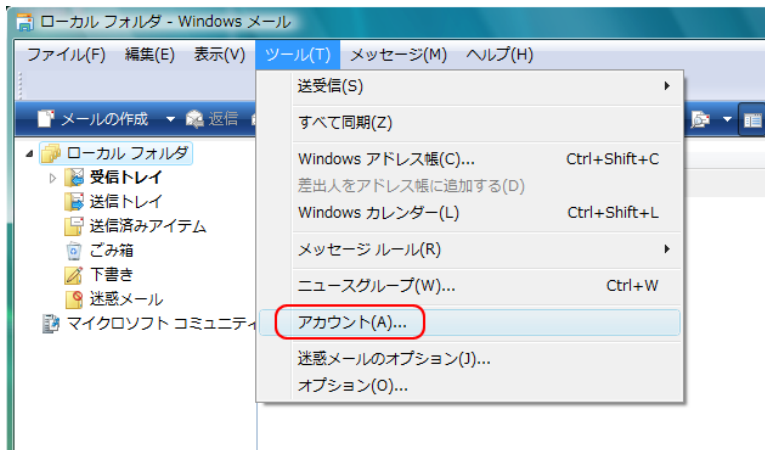 ローカル フォルダ - Windows メール
ファイル(F) 編集(E) 表示(V) ツール(T) メッセージ(M) ヘルプ(H)
メールの作成 返信
ローカル フォルダ
受信トレイ
送信トレイ
送信済みアイテム
ごみ箱
下書き
迷惑メール
マイクロソフト コミュニティ
送受信(S)
すべて同期(Z)
Windows アドレス帳(C)... Ctrl+Shift+C
差出人をアドレス帳に追加する(D)
Windows カレンダー(L) Ctrl+Shift+L
メッセージ ルール(R)
ニュースグループ(W)... Ctrl+W
アカウント(A)...
迷惑メールのオプション(J)...
オプション(O)...